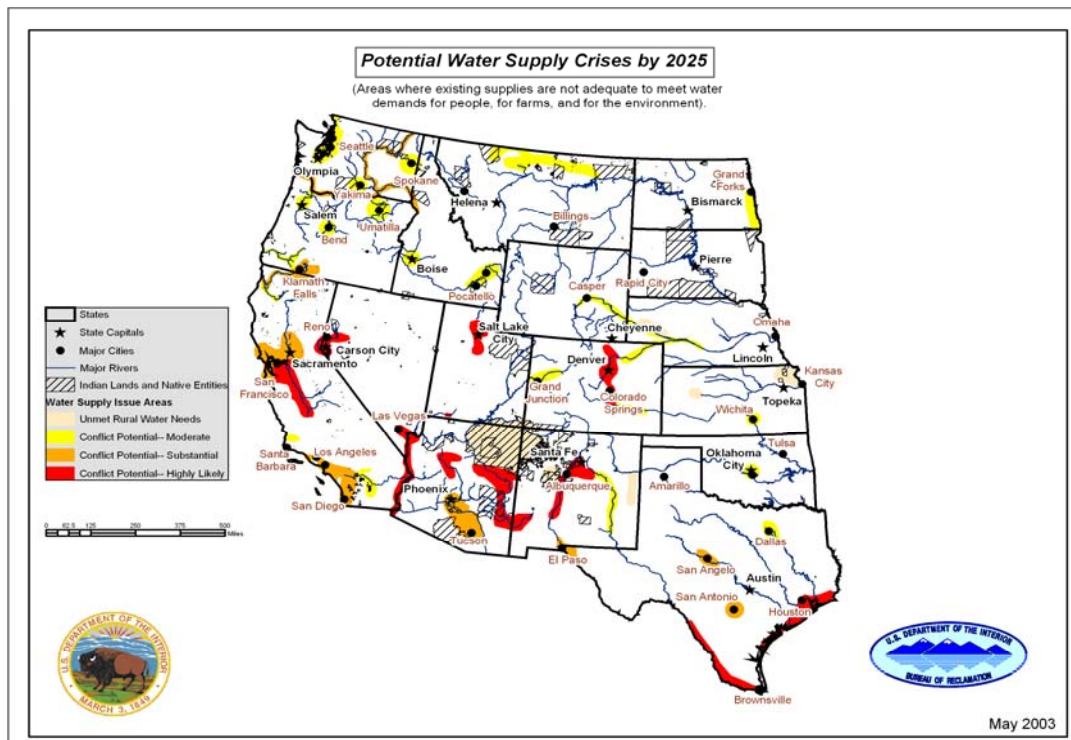 Potential Water Supply Crises by 2025
(Areas where existing supplies are not adequate to meet water
demands for people, for farms, and for the environment).
Seattle
Olympia
Spokane
Yakima
Salem
Umatilla
Bend
Helena
Billings
Grand
Forks
Bismarck
Pierre
Rapid City
Boise
Pocatello
Klamath
Falls
Casper
Cheyenne
Omaha
Lincoln
Reno
Carson City
Sacramento
San
Francisco
Salt Lake
City
Denver
Grand
Junction
Colorado
Springs
Kansas
City
Topeka
Wichita
Las Vegas
Santa
Barbara
Los Angeles
San Diego
Phoenix
Tucson
Santa Fe
Albuquerque
El Paso
Amarillo
Oklahoma
City
Tulsa
Dallas
San Angelo
Austin
San Antonio
Houston
Brownsville
States
State Capitals
Major Cities
Major Rivers
Indian Lands and Native Entities
Water Supply Issue Areas
Unmet Rural Water Needs
Conflict Potential-- Moderate
Conflict Potential-- Substantial
Conflict Potential-- Highly Likely
0 62.5 125 250 375 500
Miles
U.S. DEPARTMENT OF THE INTERIOR
MARCH 3, 1849
U.S. DEPARTMENT OF THE INTERIOR
BUREAU OF RECLAMATION
May 2003